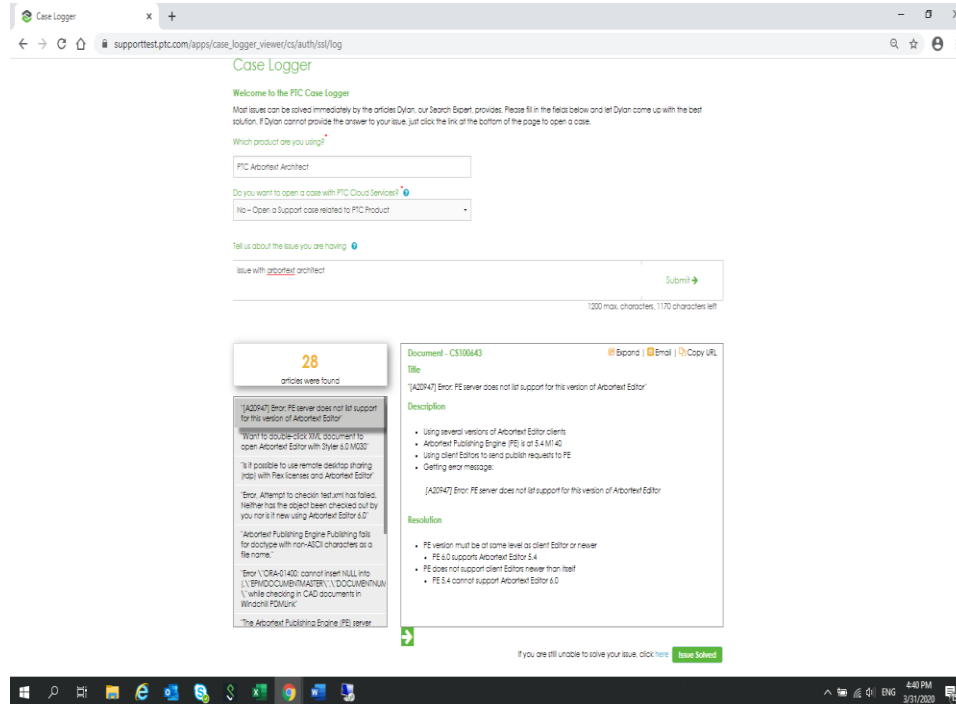 Case Logger
supporttest.ptc.com/apps/case_logger_viewer/cs/auth/ssl/log
Case Logger
Welcome to the PTC Case Logger
Most issues can be solved immediately by the articles Dylan, our Search Expert, provides. Please fill in the fields below and let Dylan come up with the best
solution. If Dylan cannot provide the answer to your issue, just click the link at the bottom of the page to open a case.
Which product are you using?*
PTC Arbortext Architect
Do you want to open a case with PTC Cloud Services?*
No – Open a Support case related to PTC Product
Tell us about the issue you are having
issue with arbortext architect
Submit
1200 max. characters, 1170 characters left
28
articles were found
"[A20947] Error: PE server does not list support
for this version of Arbortext Editor"
"Want to double-click XML document to
open Arbortext Editor with Styler 6.0 M030"
"Is it possible to use remote desktop sharing
(rdp) with Flex licenses and Arbortext Editor"
"Error, Attempt to checkin test.xml has failed.
Neither has the object been checked out by
you nor is it new using Arbortext Editor 6.0"
"Arbortext Publishing Engine Publishing fails
for doctype with non-ASCII characters as a
file name."
"Error \"ORA-01400: cannot insert NULL into
(.\"EPMDOCUMENTMASTER\".\"DOCUMENTNUM
\" while checking in CAD documents in
Windchill PDMLink"
"The Arbortext Publishing Engine (PE) server
Document - CS100643
Expand | Email | Copy URL
Title
"[A20947] Error: PE server does not list support for this version of Arbortext Editor"
Description
Using several versions of Arbortext Editor clients
Arbortext Publishing Engine (PE) is at 5.4 M140
Using client Editors to send publish requests to PE
Getting error message:
[A20947] Error: PE server does not list support for this version of Arbortext Editor
Resolution
PE version must be at same level as client Editor or newer
PE 6.0 supports Arbortext Editor 5.4
PE does not support client Editors newer than itself
PE 5.4 cannot support Arbortext Editor 6.0
If you are still unable to solve your issue, click here
Issue Solved
ENG
4:40 PM
3/31/2020